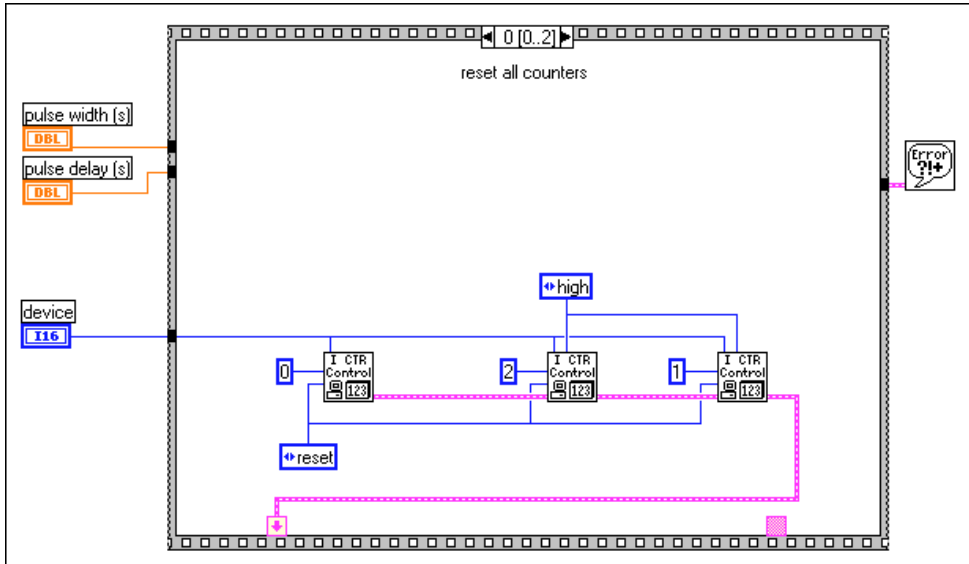 0 [0..2]
reset all counters
pulse width (s)
DBL
pulse delay (s)
DBL
Error
?!+
high
device
I16
I CTR
Control
123
I CTR
Control
123
I CTR
Control
123
0
2
1
reset